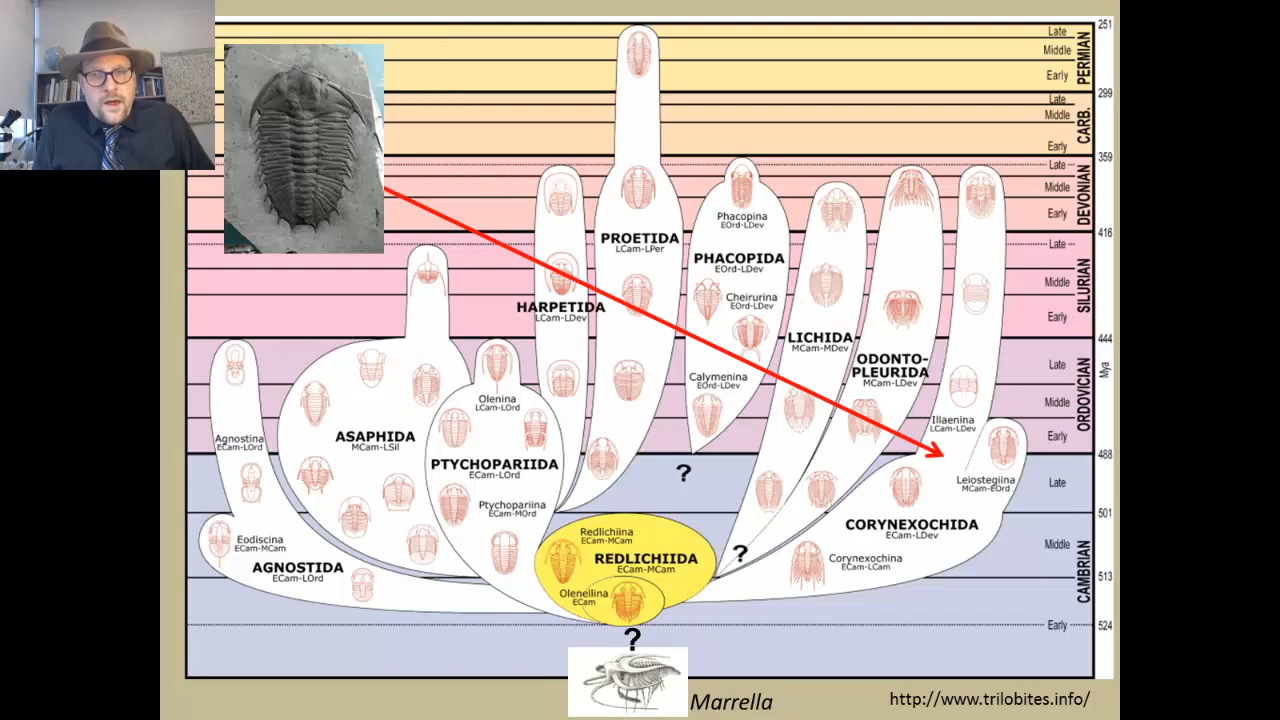 251
Late
Middle
Early
PERMIAN
299
Late
Middle
Early
CARB.
359
Late
Middle
Early
DEVONIAN
416
Late
Middle
Early
SILURIAN
444
Late
Middle
Early
ORDOVICIAN
Mya
488
Late
501
Middle
513
CAMBRIAN
524
Early
PROETIDA
LCam-LPer
Phacopina
EOrd-LDev
PHACOPIDA
EOrd-LDev
Cheirurina
EOrd-LDev
Calymenina
EOrd-LDev
HARPETIDA
LCam-LDev
LICHIDA
MCam-MDev
ODONTO-
PLEURIDA
MCam-LDev
Illaenina
LCam-LDev
Leiostegiina
MCam-EOrd
CORYNEXOCHIDA
ECam-LDev
Corynexochina
ECam-LCam
Agnostina
ECam-LOrd
ASAPHIDA
MCam-LSil
Olenina
LCam-LOrd
PTYCHOPARIIDA
ECam-LOrd
Ptychopariina
ECam-MOrd
Eodiscina
ECam-MCam
AGNOSTIDA
ECam-LOrd
Redlichiina
ECam-MCam
REDLICHIIDA
ECam-MCam
Olenellina
ECam
?
?
?
Marrella
http://www.trilobites.info/